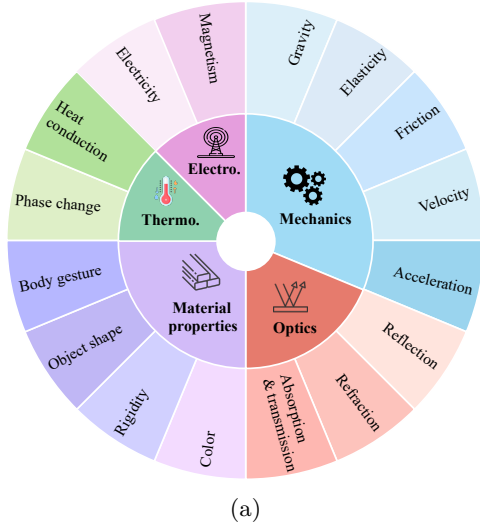 Gravity
Elasticity
Friction
Velocity
Acceleration
Reflection
Refraction
Absorption
& transmission
Color
Rigidity
Object shape
Body gesture
Phase change
Heat
conduction
Electricity
Magnetism
Electro.
Mechanics
Thermo.
Material
properties
Optics
(a)